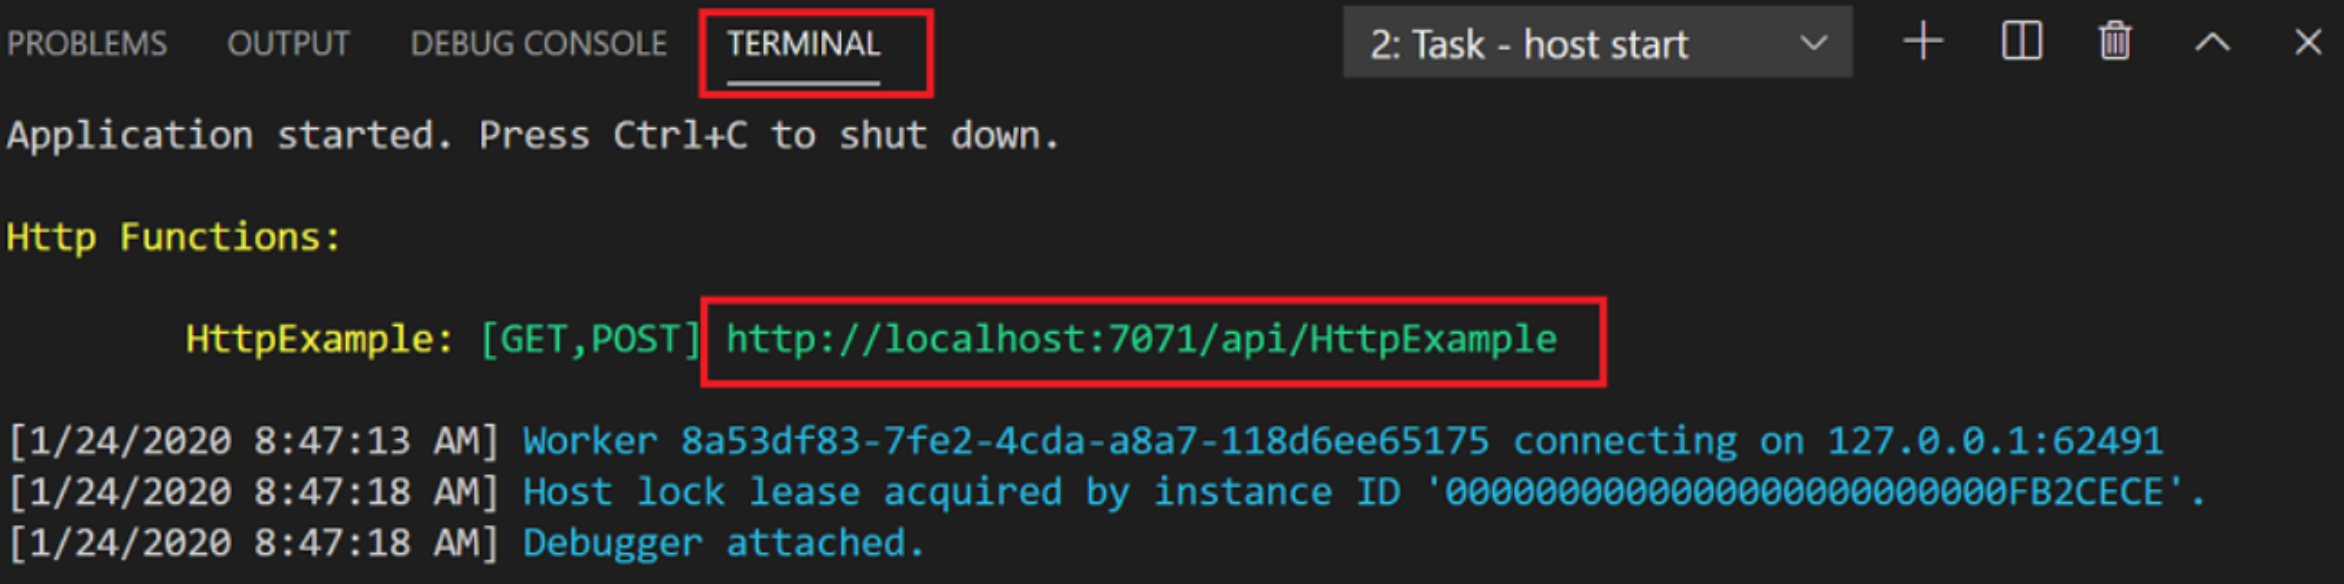 PROBLEMS OUTPUT DEBUG CONSOLE TERMINAL 2: Task - host start
Application started. Press Ctrl+C to shut down.
Http Functions:
HttpExample: [GET,POST] http://localhost:7071/api/HttpExample
[1/24/2020 8:47:13 AM] Worker 8a53df83-7fe2-4cda-a8a7-118d6ee65175 connecting on 127.0.0.1:62491
[1/24/2020 8:47:18 AM] Host lock lease acquired by instance ID '0000000000000000000000000FB2CECE'.
[1/24/2020 8:47:18 AM] Debugger attached.